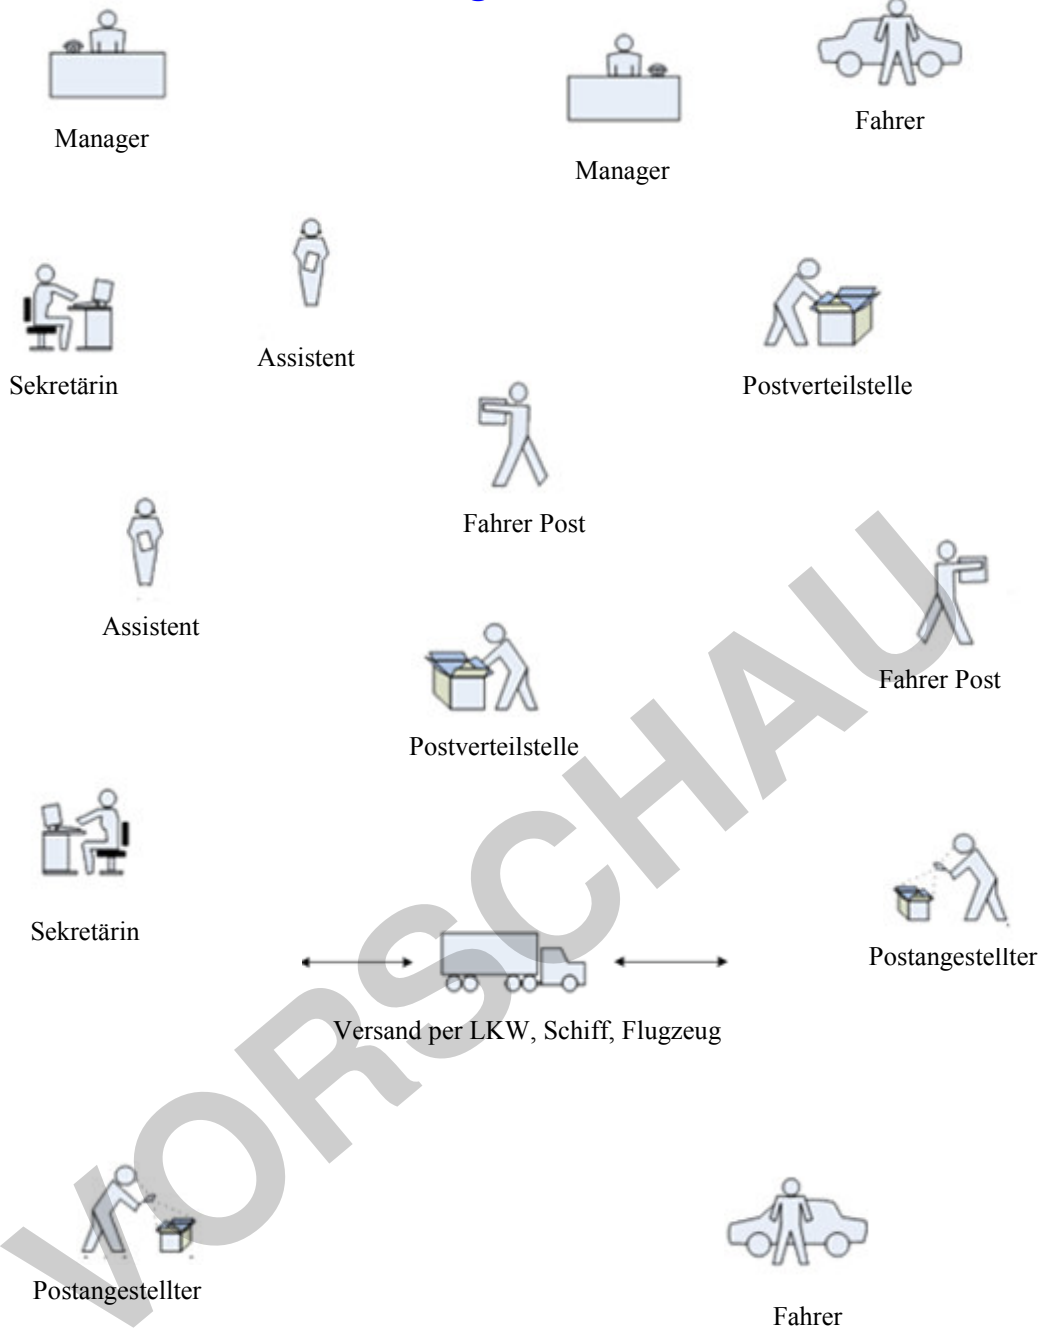 Manager
Fahrer
Manager
Assistent
Sekretärin
Postverteilstelle
Fahrer Post
Assistent
Fahrer Post
Postverteilstelle
Sekretärin
Postangestellter
Versand per LKW, Schiff, Flugzeug
Postangestellter
Fahrer
VORSCHAU